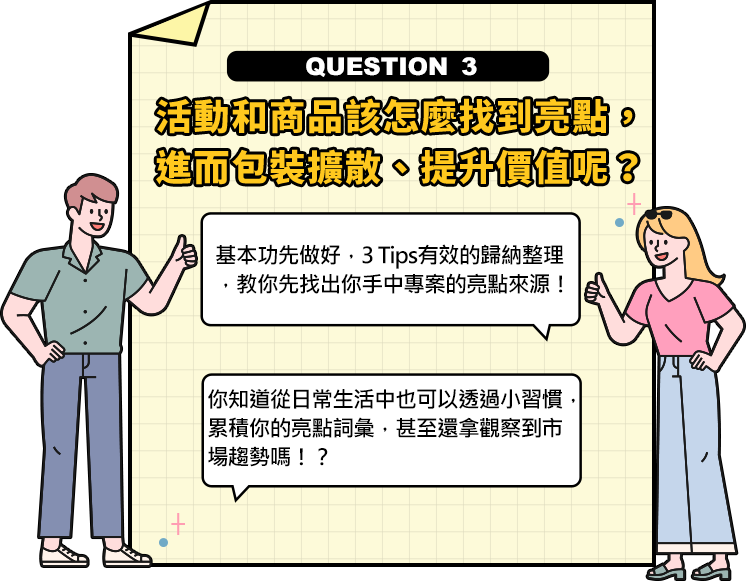 QUESTION 3
活動和商品該怎麼找到亮點，
進而包裝擴散、提升價值呢？
基本功先做好，3 Tips有效的歸納整理
，教你先找出你手中專案的亮點來源！
你知道從日常生活中也可以透過小習慣，
累積你的亮點詞彙，甚至還拿觀察到市
場趨勢嗎！？